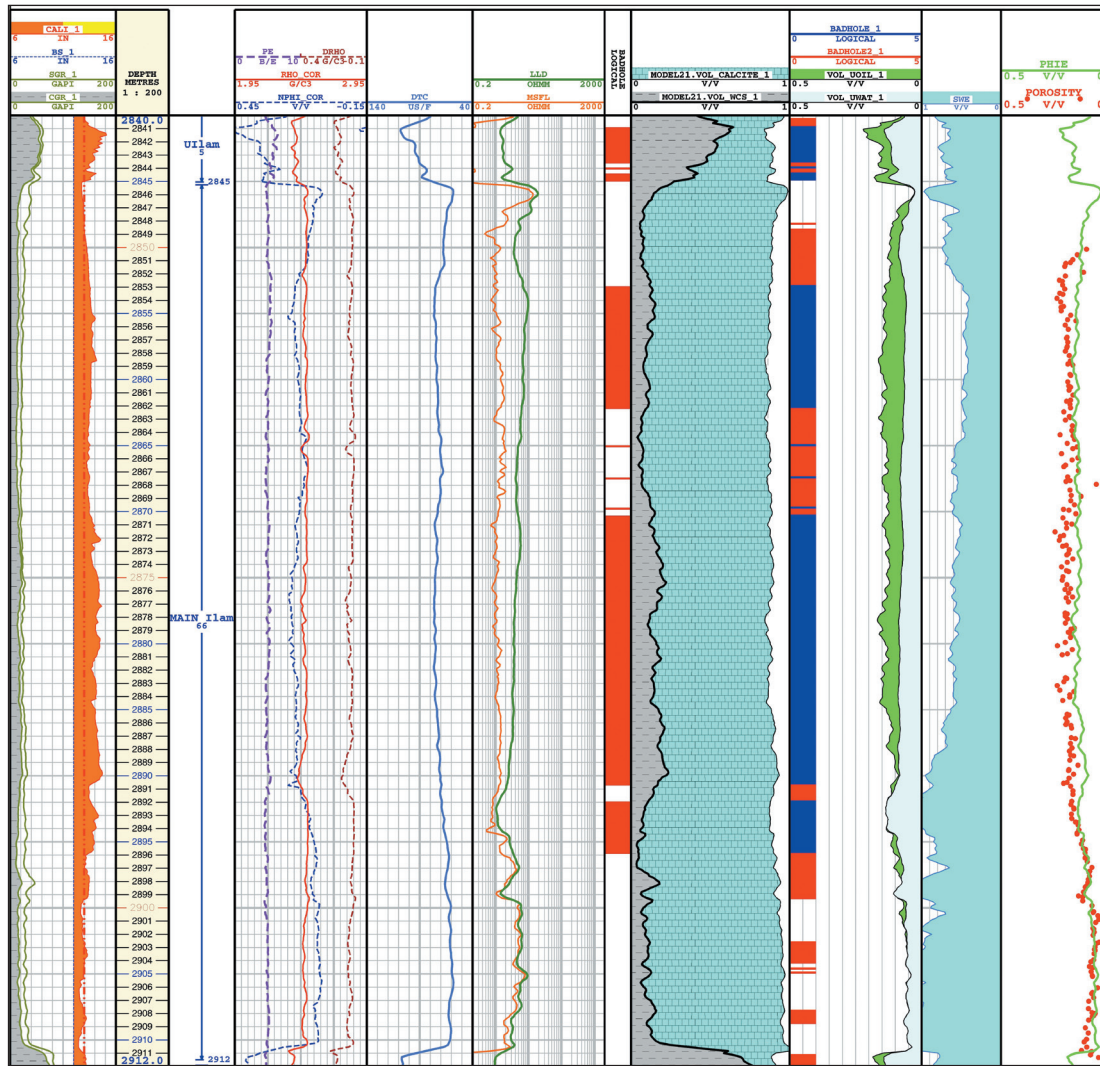 CALI_1
6 IN 16
BS_1
6 IN 16
SGR_1
0 GAPI 200
CGR_1
0 GAPI 200
DEPTH
METRES
1 : 200
PE DRHO
0 B/E 10 0.4 G/C3 -0.1
RHO_COR
1.95 G/C3 2.95
NPHI_COR
0.45 V/V -0.15
DTC
140 US/F 40
LLD
0.2 OHMM 2000
MSFL
0.2 OHMM 2000
BADHOLE
LOGICAL
MODEL21.VOL_CALCITE_1
0 V/V 1
MODEL21.VOL_WCS_1
0 V/V 1
BADHOLE_1
0 LOGICAL 5
BADHOLE2_1
0 LOGICAL 5
VOL_UOIL_1
0.5 V/V 0
VOL_UWAT_1
0.5 V/V 0
SWE
1 V/V 0
PHIE
0.5 V/V 0
POROSITY
0.5 V/V 0
2840.0
2841
2842
2843
2844
2845
2846
2847
2848
2849
2850
2851
2852
2853
2854
2855
2856
2857
2858
2859
2860
2861
2862
2863
2864
2865
2866
2867
2868
2869
2870
2871
2872
2873
2874
2875
2876
2877
2878
2879
2880
2881
2882
2883
2884
2885
2886
2887
2888
2889
2890
2891
2892
2893
2894
2895
2896
2897
2898
2899
2900
2901
2902
2903
2904
2905
2906
2907
2908
2909
2910
2911
2912.0
UIlam
5
2845
MAIN Ilam
66
2912